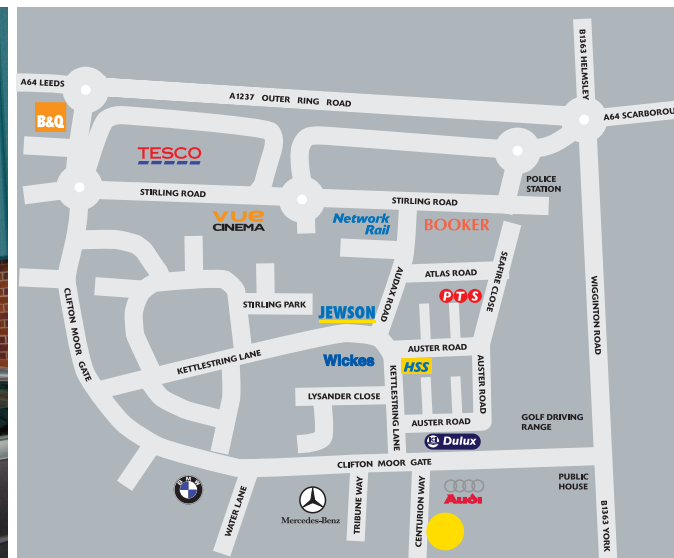 B1363 HELMSLEY
A64 LEEDS
A1237 OUTER RING ROAD
A64 SCARBOROU
B&Q
TESCO
POLICE
STATION
STIRLING ROAD
STIRLING ROAD
vue
CINEMA
Network
Rail
BOOKER
SEAFIRE CLOSE
WIGGINTON ROAD
ATLAS ROAD
AUDAX ROAD
PTS
STIRLING PARK
JEWSON
CLIFTON MOOR GATE
KETTLESTRING LANE
Wickes
AUSTER ROAD
HSS
KETTLESTRING LANE
AUSTER ROAD
LYSANDER CLOSE
AUSTER ROAD
GOLF DRIVING
RANGE
Dulux
CLIFTON MOOR GATE
PUBLIC
HOUSE
BMW
WATER LANE
Mercedes-Benz
TRIBUNE WAY
CENTURION WAY
Audi
B1363 YORK